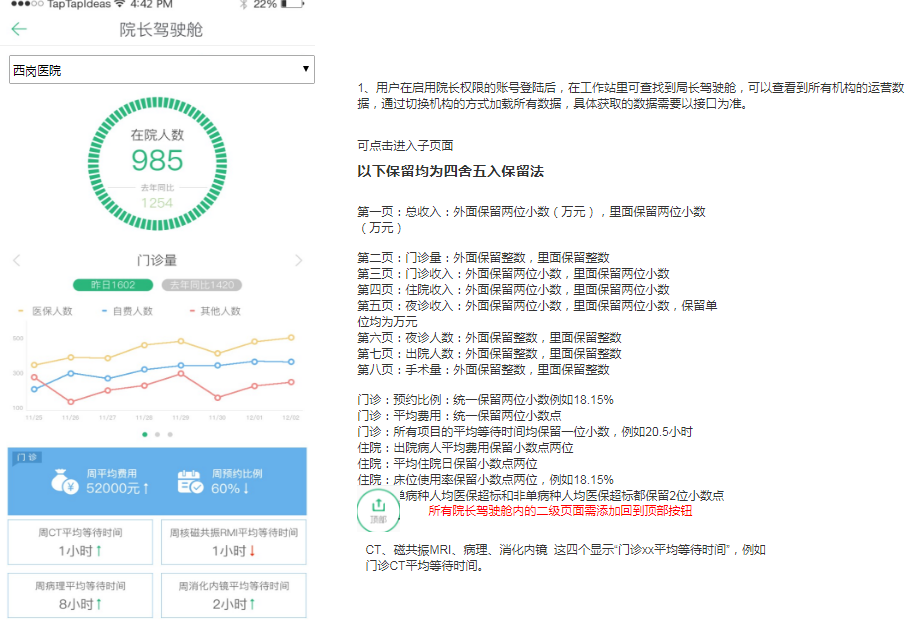 TapTapIdeas 4:42 PM 22%
院长驾驶舱
西岗医院
在院人数
985
去年同比
1254
门诊量
昨日1602 去年同比1420
医保人数 自费人数 其他人数
500
300
100
11/25 11/26 11/27 11/28 11/29 11/30 12/01 12/02
门诊
周平均费用
52000元↑
周预约比例
60%↓
周CT平均等待时间
1小时↑
周核磁共振RMI平均等待时间
1小时↓
周病理平均等待时间
8小时↑
周消化内镜平均等待时间
2小时↑
1、用户在启用院长权限的账号登陆后，在工作站里可查找到局长驾驶舱，可以查看到所有机构的运营数
据，通过切换机构的方式加载所有数据，具体获取的数据需要以接口为准。
可点击进入子页面
以下保留均为四舍五入保留法
第一页：总收入：外面保留两位小数（万元），里面保留两位小数
（万元）
第二页：门诊量：外面保留整数，里面保留整数
第三页：门诊收入：外面保留两位小数，里面保留两位小数
第四页：住院收入：外面保留两位小数，里面保留两位小数
第五页：夜诊收入：外面保留两位小数，里面保留两位小数，保留单
位均为万元
第六页：夜诊人数：外面保留整数，里面保留整数
第七页：出院人数：外面保留整数，里面保留整数
第八页：手术量：外面保留整数，里面保留整数
门诊：预约比例：统一保留两位小数例如18.15%
门诊：平均费用：统一保留两位小数点
门诊：所有项目的平均等待时间均保留一位小数，例如20.5小时
住院：出院病人平均费用保留小数点两位
住院：平均住院日保留小数点两位
住院：床位使用率保留小数点两位，例如18.15%
单病种人均医保超标和非单病种人均医保超标都保留2位小数点
顶部
所有院长驾驶舱内的二级页面需添加回到顶部按钮
CT、磁共振MRI、病理、消化内镜 这四个显示“门诊xx平均等待时间”，例如
门诊CT平均等待时间。